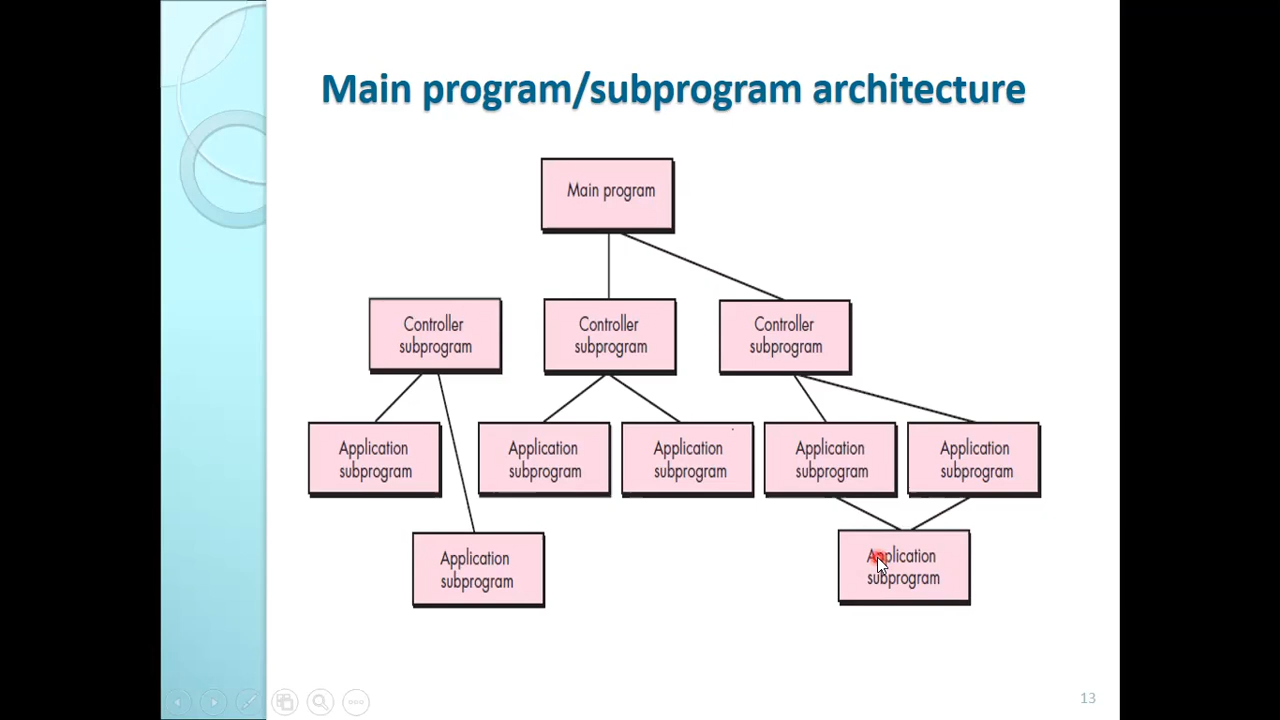 Main program/subprogram architecture
Main program
Controller
subprogram
Controller
subprogram
Controller
subprogram
Application
subprogram
Application
subprogram
Application
subprogram
Application
subprogram
Application
subprogram
Application
subprogram
Application
subprogram
13